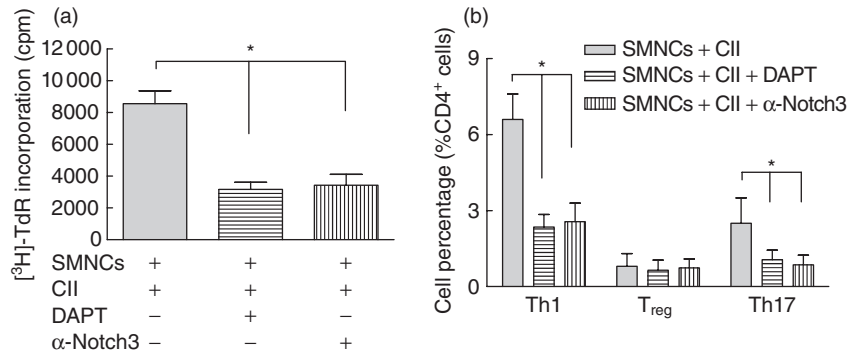 (a)
[³H]-TdR incorporation (cpm)
12 000
10 000
8000
6000
4000
2000
0
*
SMNCs + + +
CII + + +
DAPT – + –
α-Notch3 – – +
(b)
Cell percentage (%CD4⁺ cells)
9
6
3
0
SMNCs + CII
SMNCs + CII + DAPT
SMNCs + CII + α-Notch3
*
*
Th1 Treg Th17